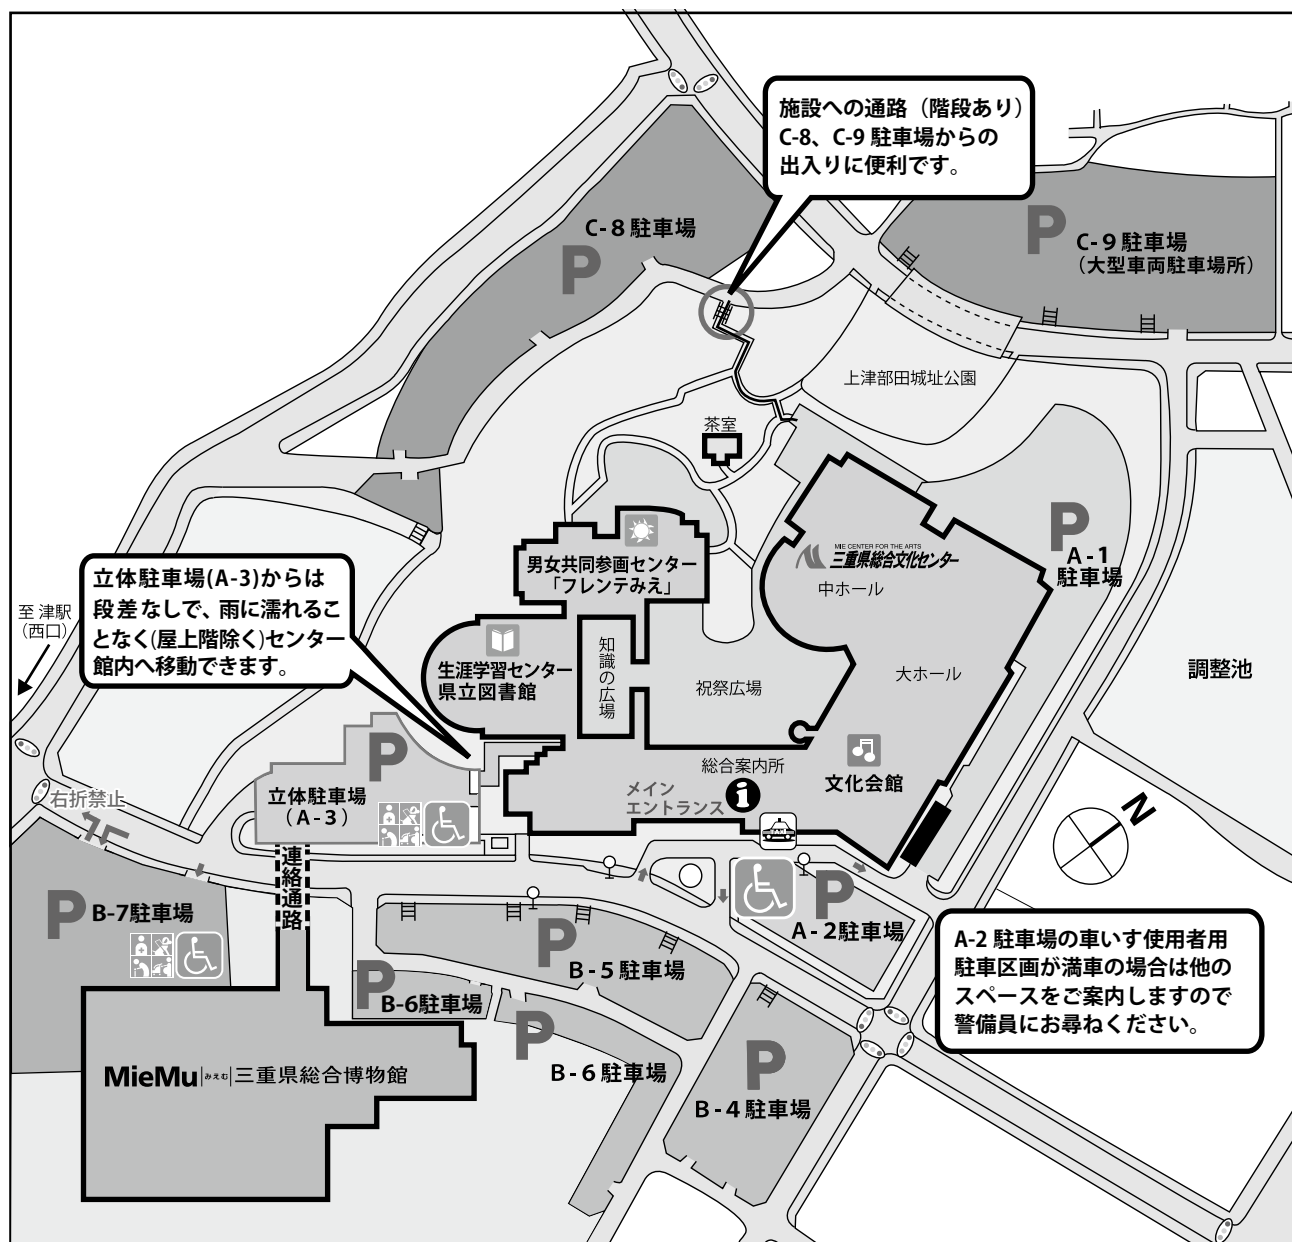 施設への通路（階段あり）
C-8、C-9 駐車場からの
出入りに便利です。
C-8 駐車場
P
P
C-9 駐車場
（大型車両駐車場所）
上津部田城址公園
茶室
P
A-1
駐車場
MIE CENTER FOR THE ARTS
三重県総合文化センター
中ホール
男女共同参画センター
「フレンテみえ」
立体駐車場(A-3)からは
段差なしで、雨に濡れるこ
となく(屋上階除く)センター
館内へ移動できます。
至 津駅
（西口）
生涯学習センター
県立図書館
知識の広場
祝祭広場
大ホール
調整池
P
立体駐車場
（A-3）
総合案内所
メイン
エントランス
文化会館
右折禁止
N
連絡通路
P
B-7駐車場
P
A-2駐車場
P
B-5駐車場
P
B-6駐車場
P
B-6駐車場
P
B-4駐車場
A-2 駐車場の車いす使用者用
駐車区画が満車の場合は他の
スペースをご案内しますので
警備員にお尋ねください。
MieMu みえむ 三重県総合博物館